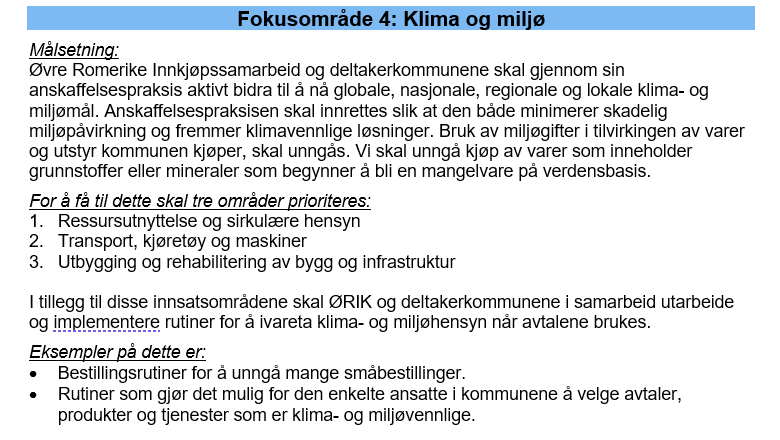 Fokusområde 4: Klima og miljø
Målsetning:
Øvre Romerike Innkjøpssamarbeid og deltakerkommunene skal gjennom sin
anskaffelsespraksis aktivt bidra til å nå globale, nasjonale, regionale og lokale klima- og
miljømål. Anskaffelsespraksisen skal innrettes slik at den både minimerer skadelig
miljøpåvirkning og fremmer klimavennlige løsninger. Bruk av miljøgifter i tilvirkingen av varer
og utstyr kommunen kjøper, skal unngås. Vi skal unngå kjøp av varer som inneholder
grunnstoffer eller mineraler som begynner å bli en mangelvare på verdensbasis.
For å få til dette skal tre områder prioriteres:
1. Ressursutnyttelse og sirkulære hensyn
2. Transport, kjøretøy og maskiner
3. Utbygging og rehabilitering av bygg og infrastruktur
I tillegg til disse innsatsområdene skal ØRIK og deltakerkommunene i samarbeid utarbeide
og implementere rutiner for å ivareta klima- og miljøhensyn når avtalene brukes.
Eksempler på dette er:
• Bestillingsrutiner for å unngå mange småbestillinger.
• Rutiner som gjør det mulig for den enkelte ansatte i kommunene å velge avtaler,
produkter og tjenester som er klima- og miljøvennlige.